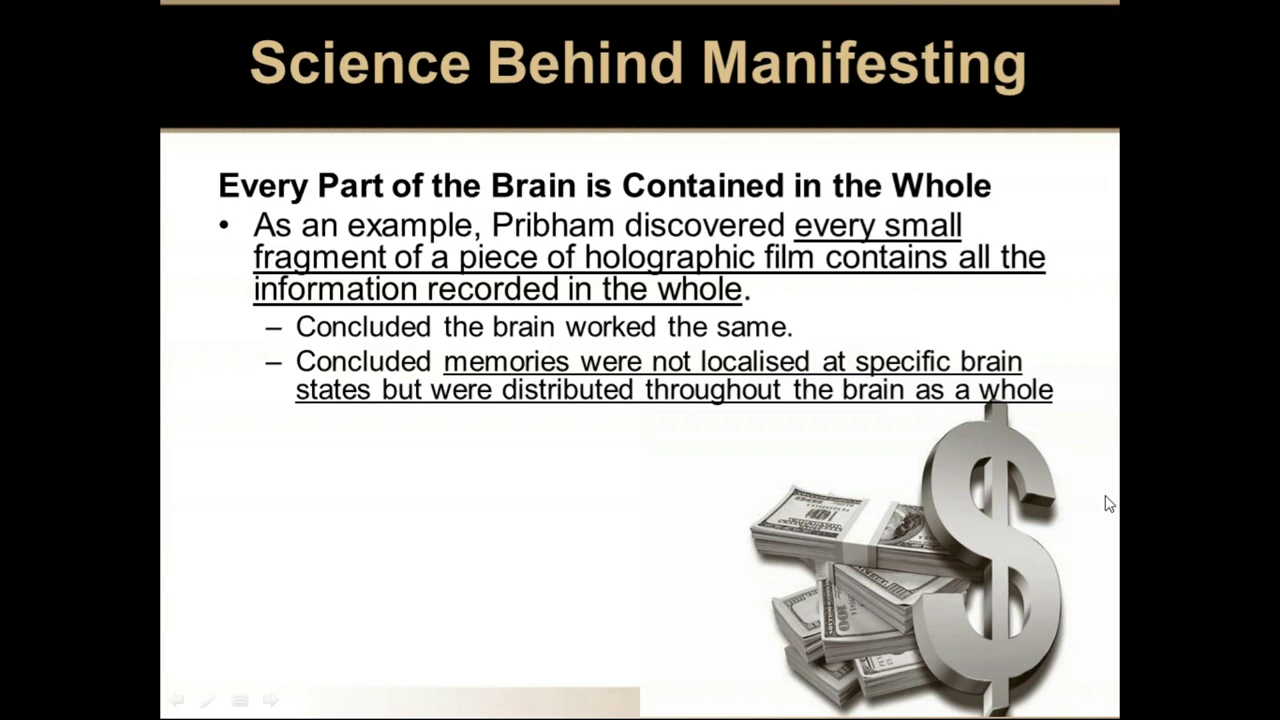 Science Behind Manifesting
Every Part of the Brain is Contained in the Whole
• As an example, Pribham discovered every small
fragment of a piece of holographic film contains all the
information recorded in the whole.
– Concluded the brain worked the same.
– Concluded memories were not localised at specific brain
states but were distributed throughout the brain as a whole